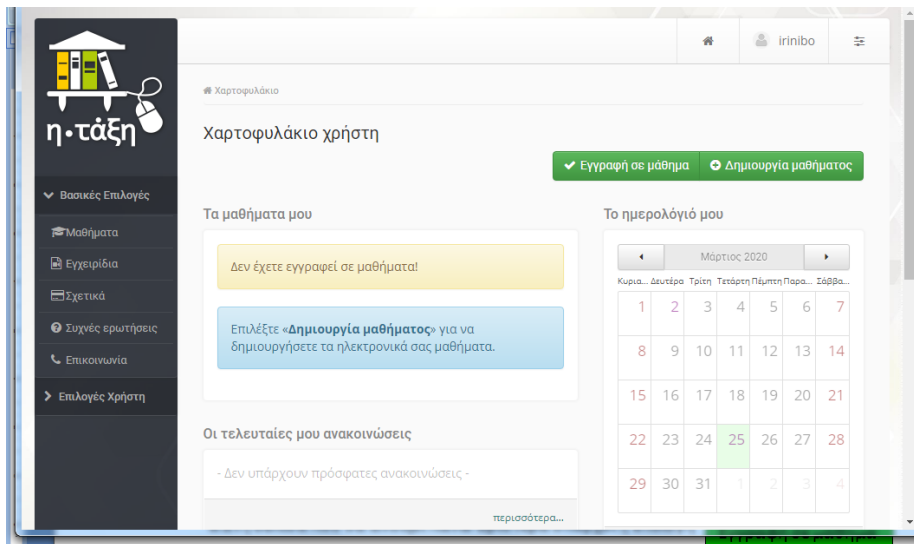 η·τάξη
irinibo
Χαρτοφυλάκιο
Χαρτοφυλάκιο χρήστη
Εγγραφή σε μάθημα
Δημιουργία μαθήματος
Βασικές Επιλογές
Μαθήματα
Εγχειρίδια
Σχετικά
Συχνές ερωτήσεις
Επικοινωνία
Επιλογές Χρήστη
Τα μαθήματα μου
Δεν έχετε εγγραφεί σε μαθήματα!
Επιλέξτε «Δημιουργία μαθήματος» για να
δημιουργήσετε τα ηλεκτρονικά σας μαθήματα.
Οι τελευταίες μου ανακοινώσεις
- Δεν υπάρχουν πρόσφατες ανακοινώσεις -
περισσότερα...
Το ημερολόγιό μου
Μάρτιος 2020
Κυρια... Δευτέρα Τρίτη Τετάρτη Πέμπτη Παρα... Σάββα...
1 2 3 4 5 6 7
8 9 10 11 12 13 14
15 16 17 18 19 20 21
22 23 24 25 26 27 28
29 30 31 1 2 3 4